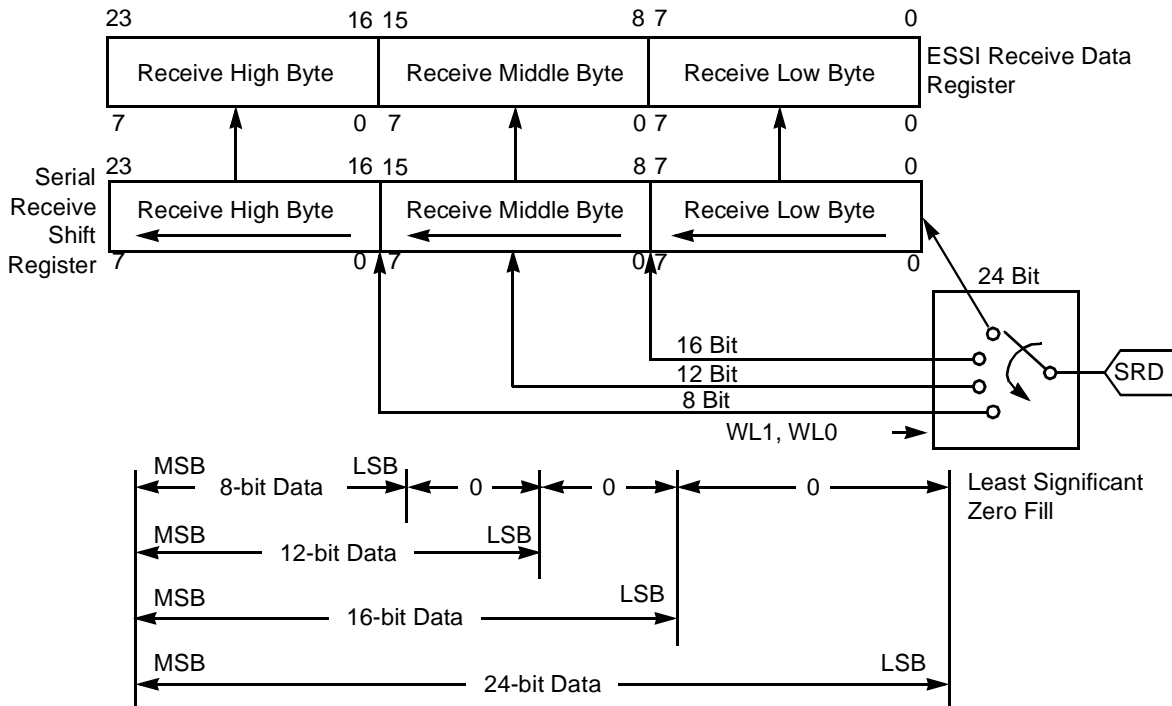 23 16 15 8 7 0
Receive High Byte Receive Middle Byte Receive Low Byte
ESSI Receive Data
Register
7 0 7 0 7 0
23 16 15 8 7 0
Serial
Receive
Shift
Register
Receive High Byte Receive Middle Byte Receive Low Byte
7 0 7 0 7 0
24 Bit
16 Bit
12 Bit
8 Bit
SRD
WL1, WL0
MSB LSB
8-bit Data 0 0 0
Least Significant
Zero Fill
MSB LSB
12-bit Data
MSB LSB
16-bit Data
MSB LSB
24-bit Data